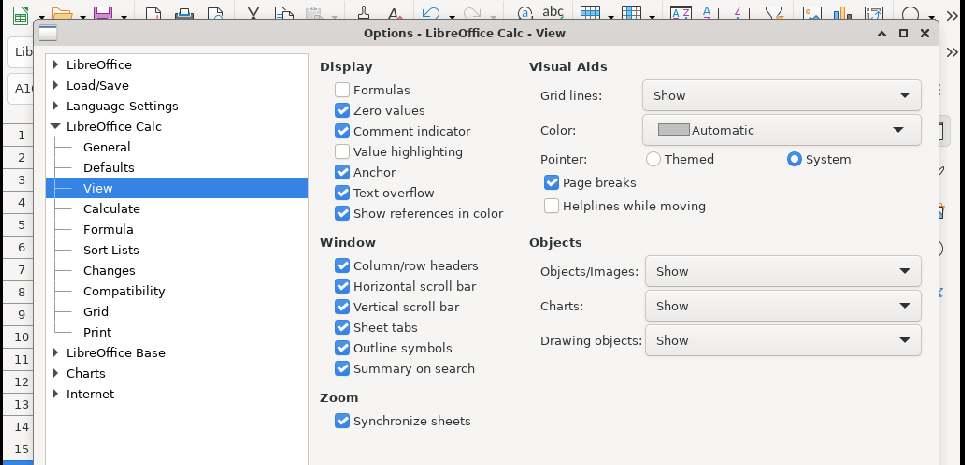 Options - LibreOffice Calc - View
Lib
A1
1
2
3
4
5
6
7
8
9
10
11
12
13
14
15
LibreOffice
Load/Save
Language Settings
LibreOffice Calc
General
Defaults
View
Calculate
Formula
Sort Lists
Changes
Compatibility
Grid
Print
LibreOffice Base
Charts
Internet
Display
Formulas
Zero values
Comment indicator
Value highlighting
Anchor
Text overflow
Show references in color
Window
Column/row headers
Horizontal scroll bar
Vertical scroll bar
Sheet tabs
Outline symbols
Summary on search
Zoom
Synchronize sheets
Visual Aids
Grid lines: Show
Color: Automatic
Pointer: Themed System
Page breaks
Helplines while moving
Objects
Objects/Images: Show
Charts: Show
Drawing objects: Show